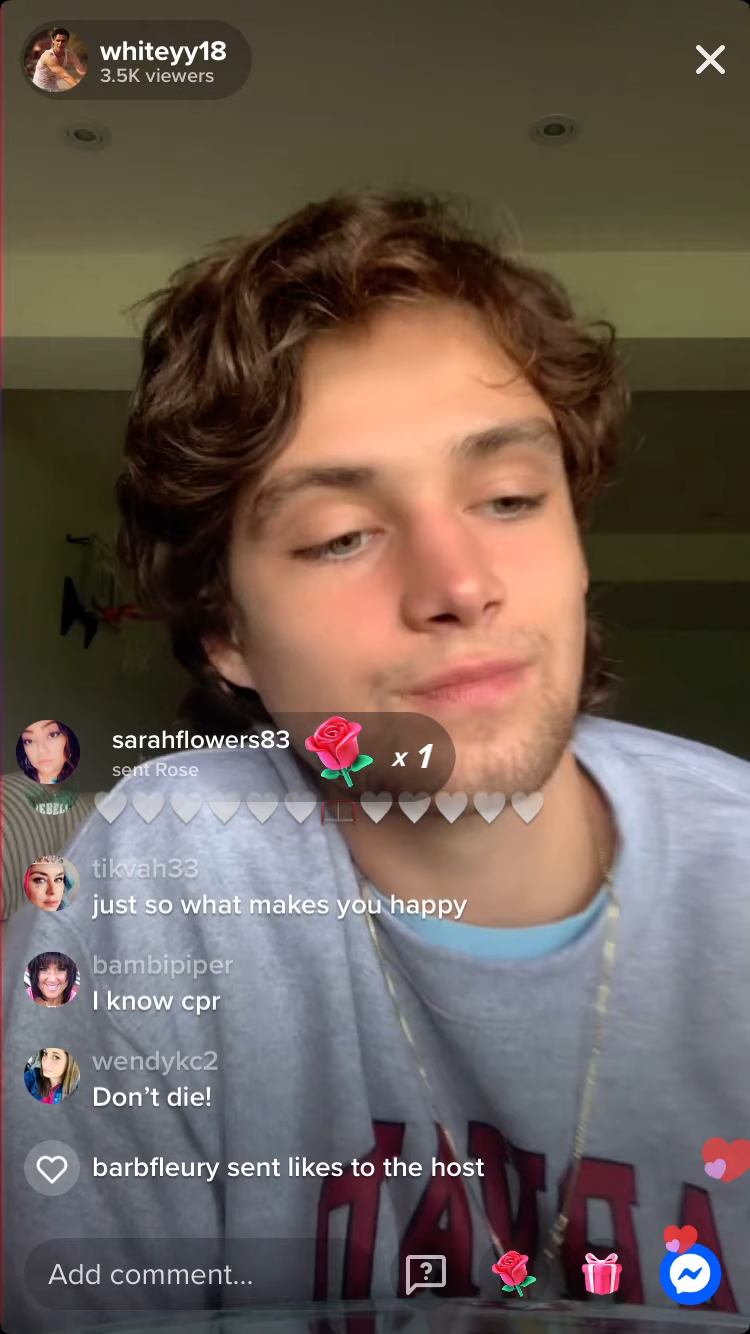 whiteyy18
3.5K viewers
sarahflowers83
sent Rose
x 1
tikvah33
just so what makes you happy
bambipiper
I know cpr
wendykc2
Don't die!
barbfleury sent likes to the host
Add comment...